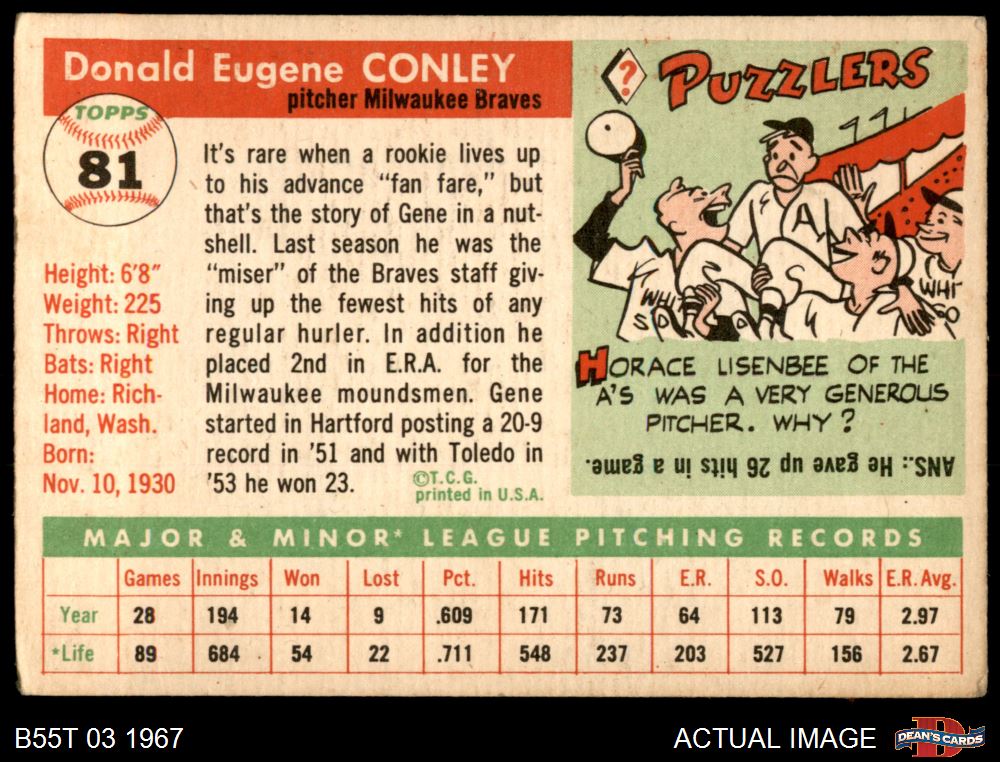 Donald Eugene CONLEY
pitcher Milwaukee Braves
TOPPS
81
Height: 6'8"
Weight: 225
Throws: Right
Bats: Right
Home: Rich-
land, Wash.
Born:
Nov. 10, 1930
It's rare when a rookie lives up
to his advance "fan fare," but
that's the story of Gene in a nut-
shell. Last season he was the
"miser" of the Braves staff giv-
ing up the fewest hits of any
regular hurler. In addition he
placed 2nd in E.R.A. for the
Milwaukee moundsmen. Gene
started in Hartford posting a 20-9
record in '51 and with Toledo in
'53 he won 23.
©T.C.G.
printed in U.S.A.
? PUZZLERS
A
WHI
SO
WHI
SO
HORACE LISENBEE OF THE
A'S WAS A VERY GENEROUS
PITCHER. WHY?
ANS.: He gave up 26 hits in a game.
MAJOR & MINOR* LEAGUE PITCHING RECORDS
Games Innings Won Lost Pct. Hits Runs E.R. S.O. Walks E.R. Avg.
Year 28 194 14 9 .609 171 73 64 113 79 2.97
*Life 89 684 54 22 .711 548 237 203 527 156 2.67
B55T 03 1967
ACTUAL IMAGE
DEAN'S CARDS